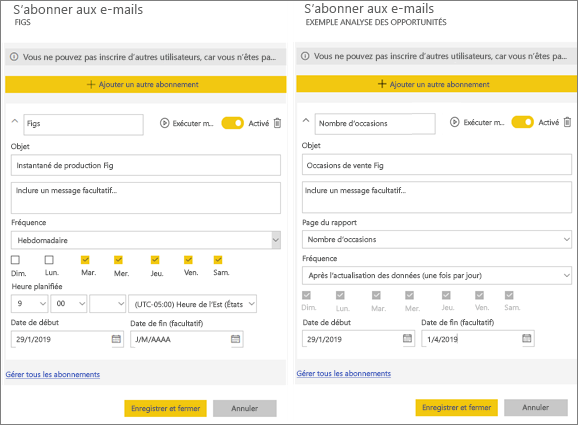 S'abonner aux e-mails
FIGS
Vous ne pouvez pas inscrire d'autres utilisateurs, car vous n'êtes pa...
Ajouter un autre abonnement
Figs
Exécuter m...
Activé
Objet
Instantané de production Fig
Inclure un message facultatif...
Fréquence
Hebdomadaire
Dim. Lun. Mar. Mer. Jeu. Ven. Sam.
Heure planifiée
9 00 (UTC-05:00) Heure de l'Est (États
Date de début Date de fin (facultatif)
29/1/2019 J/M/AAAA
Gérer tous les abonnements
Enregistrer et fermer Annuler
S'abonner aux e-mails
EXEMPLE ANALYSE DES OPPORTUNITÉS
Vous ne pouvez pas inscrire d'autres utilisateurs, car vous n'êtes pa...
Ajouter un autre abonnement
Nombre d'occasions
Exécuter m...
Activé
Objet
Occasions de vente Fig
Inclure un message facultatif...
Page du rapport
Nombre d'occasions
Fréquence
Après l'actualisation des données (une fois par jour)
Dim. Lun. Mar. Mer. Jeu. Ven. Sam.
Date de début Date de fin (facultatif)
29/1/2019 1/4/2019
Gérer tous les abonnements
Enregistrer et fermer Annuler